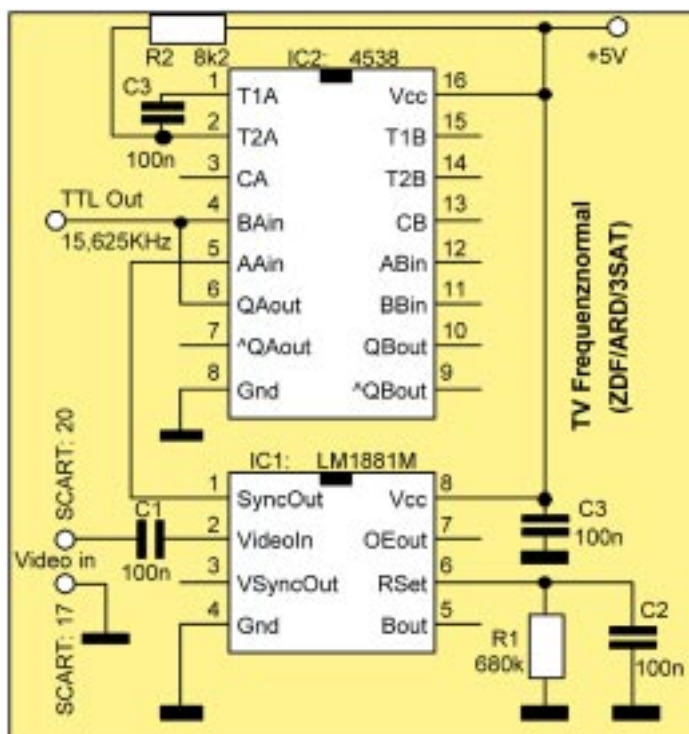 R2 8k2
+5V
IC2: 4538
C3
100n
1 T1A
2 T2A
3 CA
4 BAin
5 AAin
6 QAout
7 ^QAout
8 Gnd
16 Vcc
15 T1B
14 T2B
13 CB
12 ABin
11 BBin
10 QBout
9 ^QBout
TTL Out
15,625KHz
TV Frequenznormal
(ZDF/ARD/3SAT)
IC1: LM1881M
1 SyncOut
2 VideoIn
3 VSyncOut
4 Gnd
8 Vcc
7 OEout
6 RSet
5 Bout
SCART: 20
Video in
SCART: 17
C1
100n
C3
100n
R1
680k
C2
100n